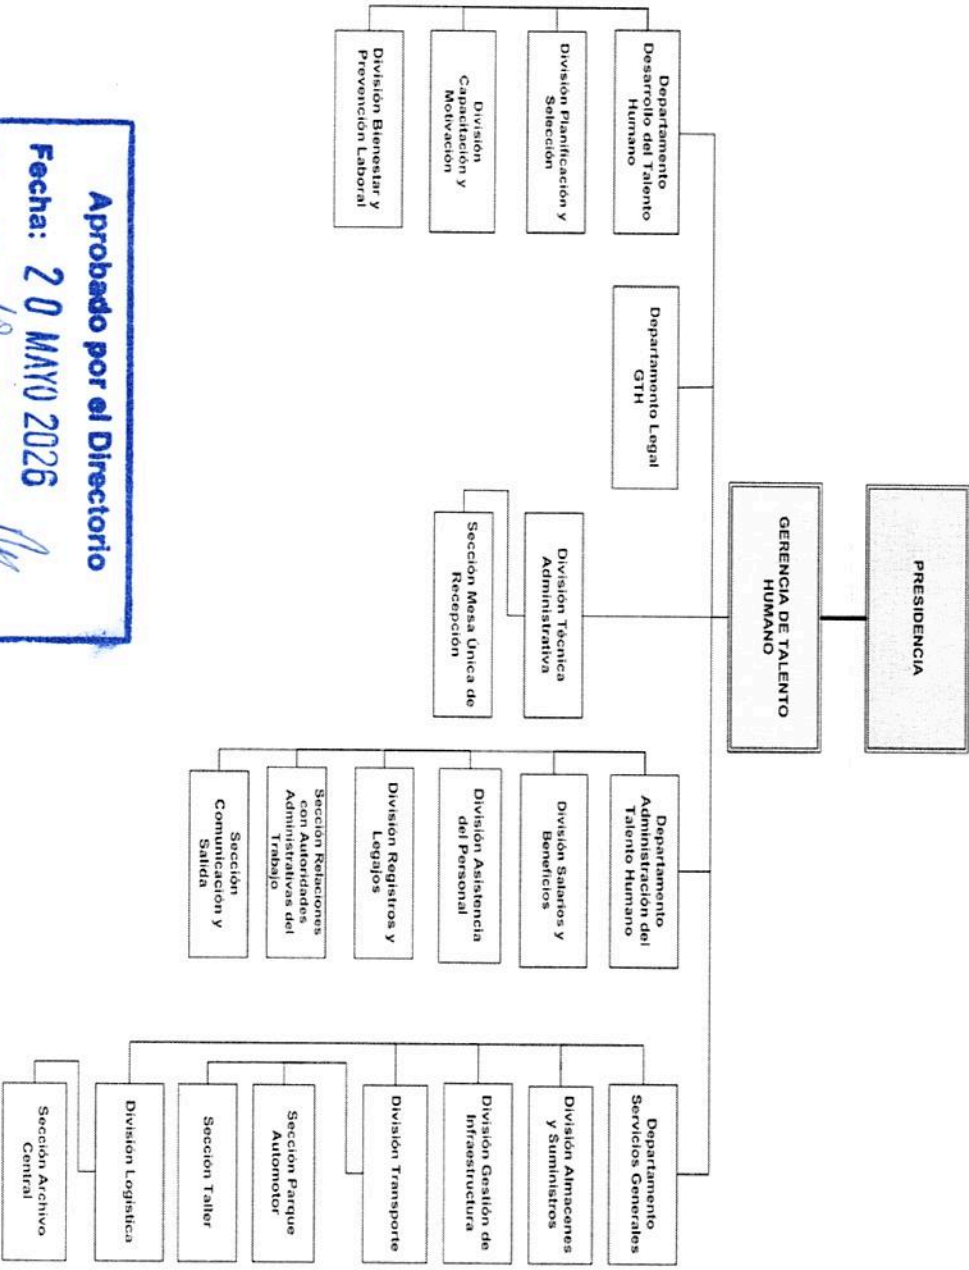 PRESIDENCIA
GERENCIA DE TALENTO
HUMANO
Departamento
Desarrollo del Talento
Humano
División Planificación y
Selección
División
Capacitación y
Motivación
División Bienestar y
Prevención Laboral
Departamento Legal
GTH
División Técnica
Administrativa
Sección Mesa Única de
Recepción
Departamento
Administración del
Talento Humano
División Salarios y
Beneficios
División Asistencia
del Personal
División Registros y
Legajos
Sección Relaciones
con Autoridades
Administrativas del
Trabajo
Sección
Comunicación y
Salida
Departamento
Servicios Generales
División Almacenes
y Suministros
División Gestión de
Infraestructura
División Transporte
Sección Parque
Automotor
Sección Taller
División Logística
Sección Archivo
Central
Aprobado por el Directorio
Fecha: 20 MAYO 2026